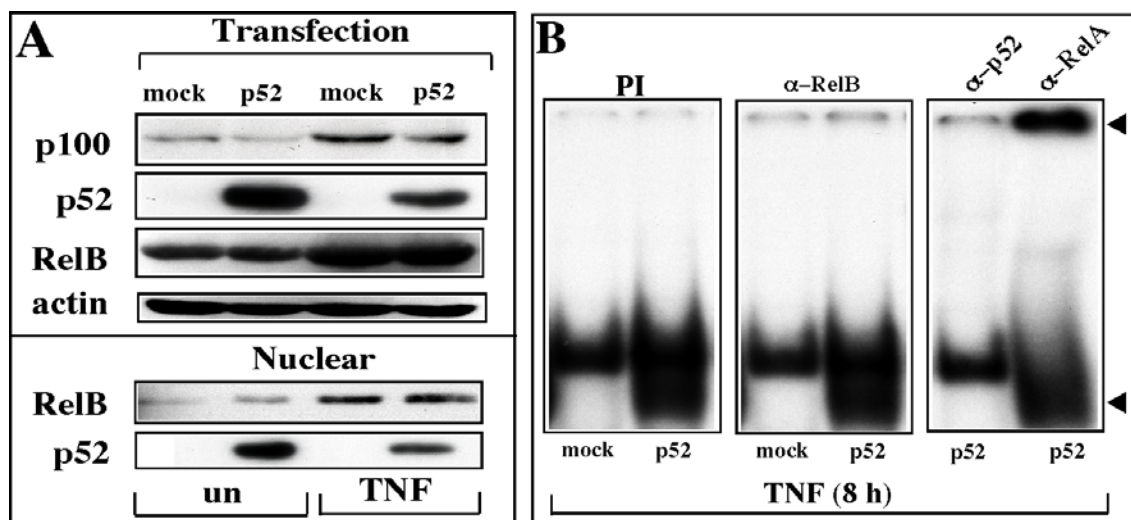 A
Transfection
mock p52 mock p52
p100
p52
RelB
actin
Nuclear
RelB
p52
un TNF
B
PI α-RelB α-p52 α-RelA
mock p52 mock p52 p52 p52
TNF (8 h)